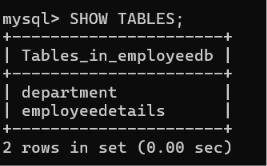 mysql> SHOW TABLES;
+----------------------+
| Tables_in_employeedb |
+----------------------+
| department           |
| employeedetails      |
+----------------------+
2 rows in set (0.00 sec)